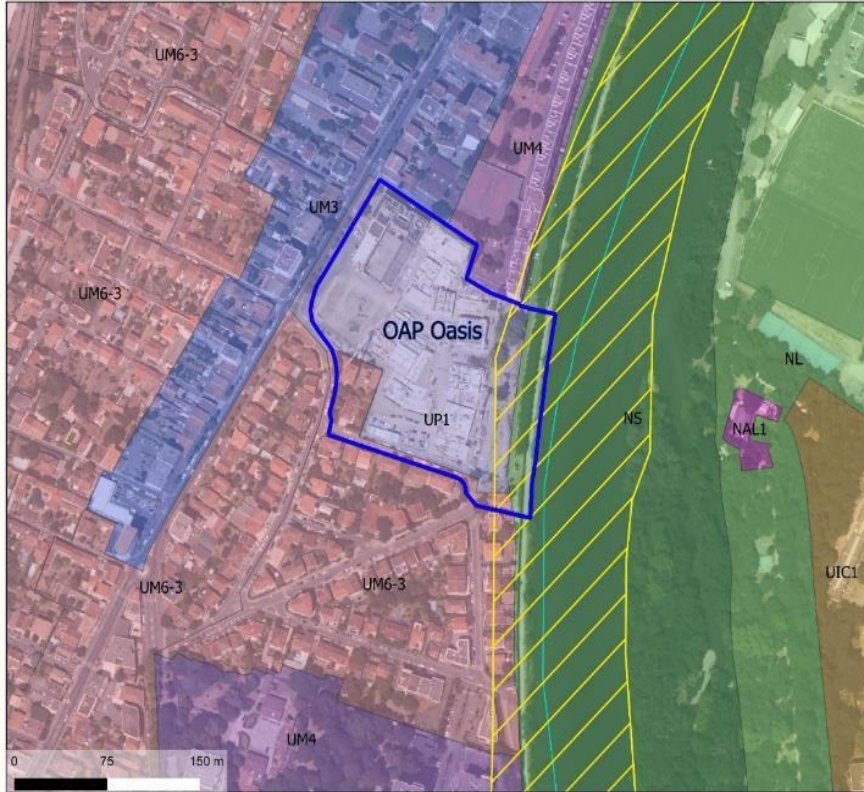 UM6-3
UM4
UM3
UM6-3
OAP Oasis
NL
UP1
NS
NAL1
UIC1
UM6-3
UM6-3
UM4
0 75 150 m